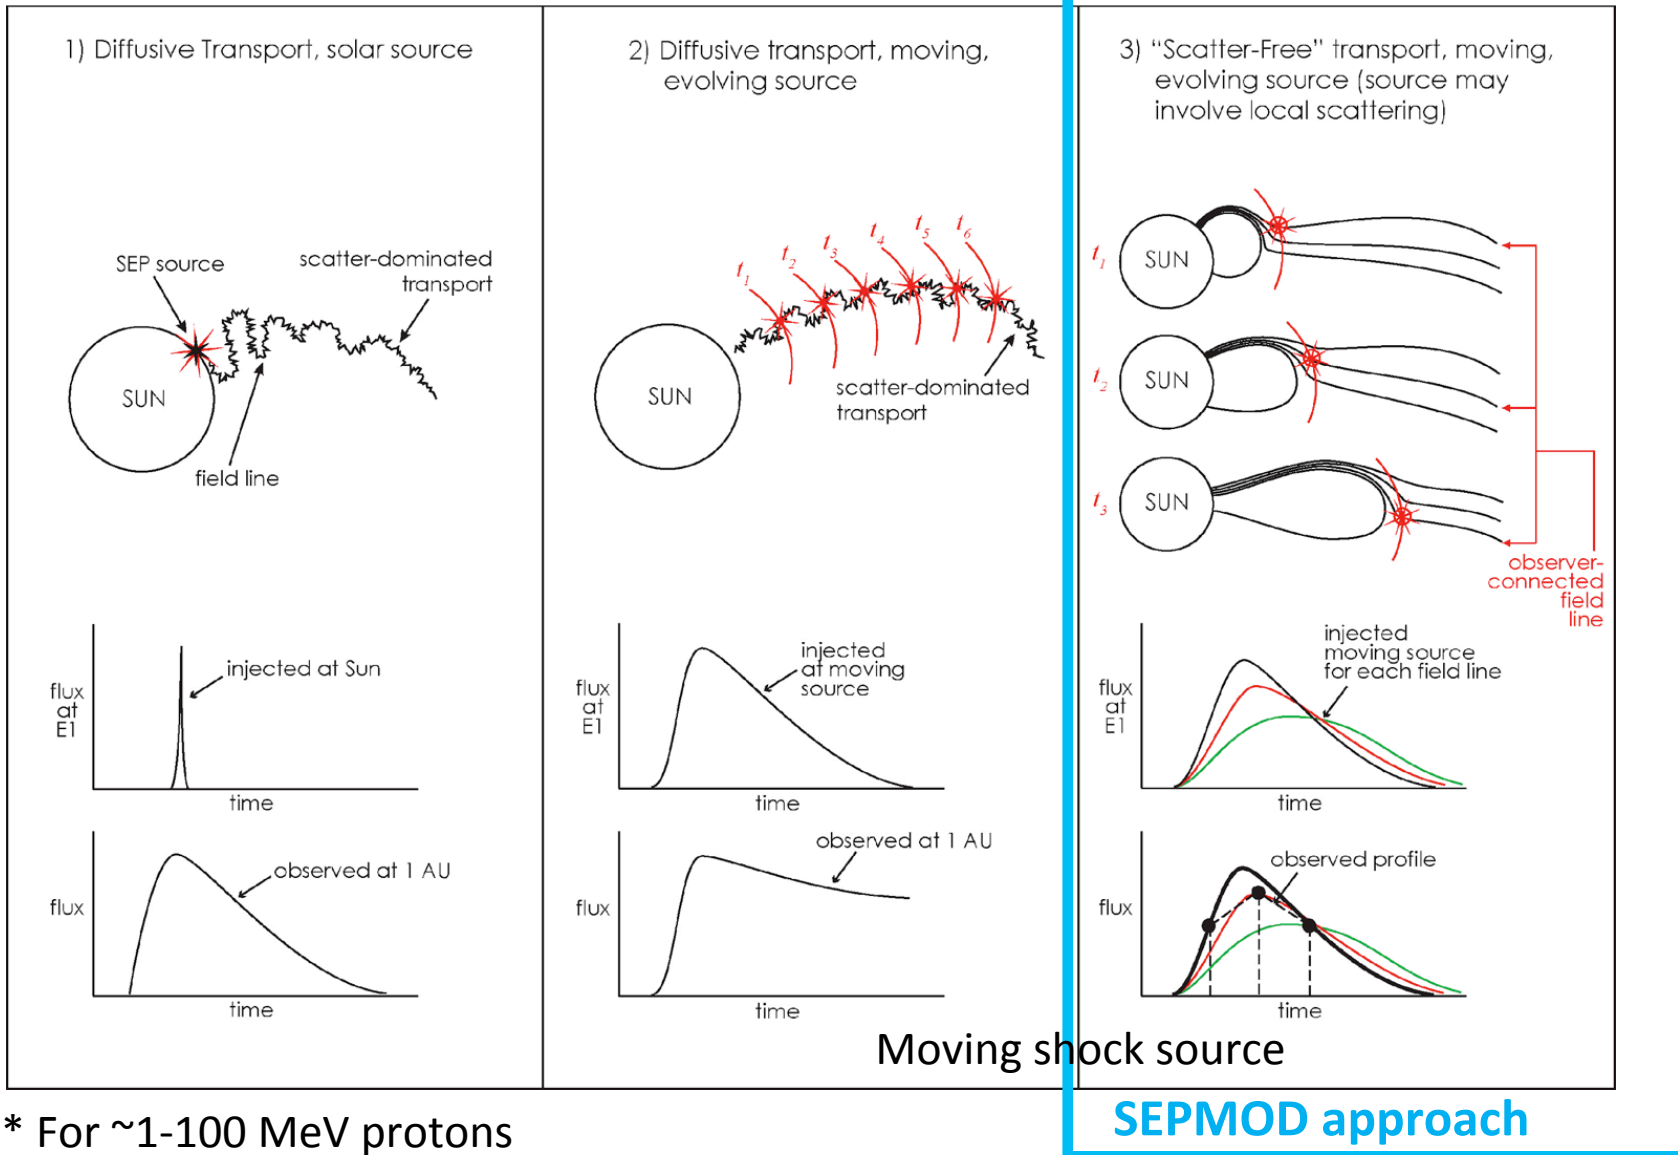 1) Diffusive Transport, solar source
SEP source
scatter-dominated
transport
SUN
field line
flux
at
E1
injected at Sun
time
flux
observed at 1 AU
time
2) Diffusive transport, moving,
evolving source
t1
t2
t3
t4
t5
t6
SUN
scatter-dominated
transport
flux
at
E1
injected
at moving
source
time
flux
observed at 1 AU
time
3) “Scatter-Free” transport, moving,
evolving source (source may
involve local scattering)
t1
SUN
t2
SUN
t3
SUN
observer-
connected
field
line
flux
at
E1
injected
moving source
for each field line
time
flux
observed profile
time
Moving shock source
* For ~1-100 MeV protons
SEPMOD approach